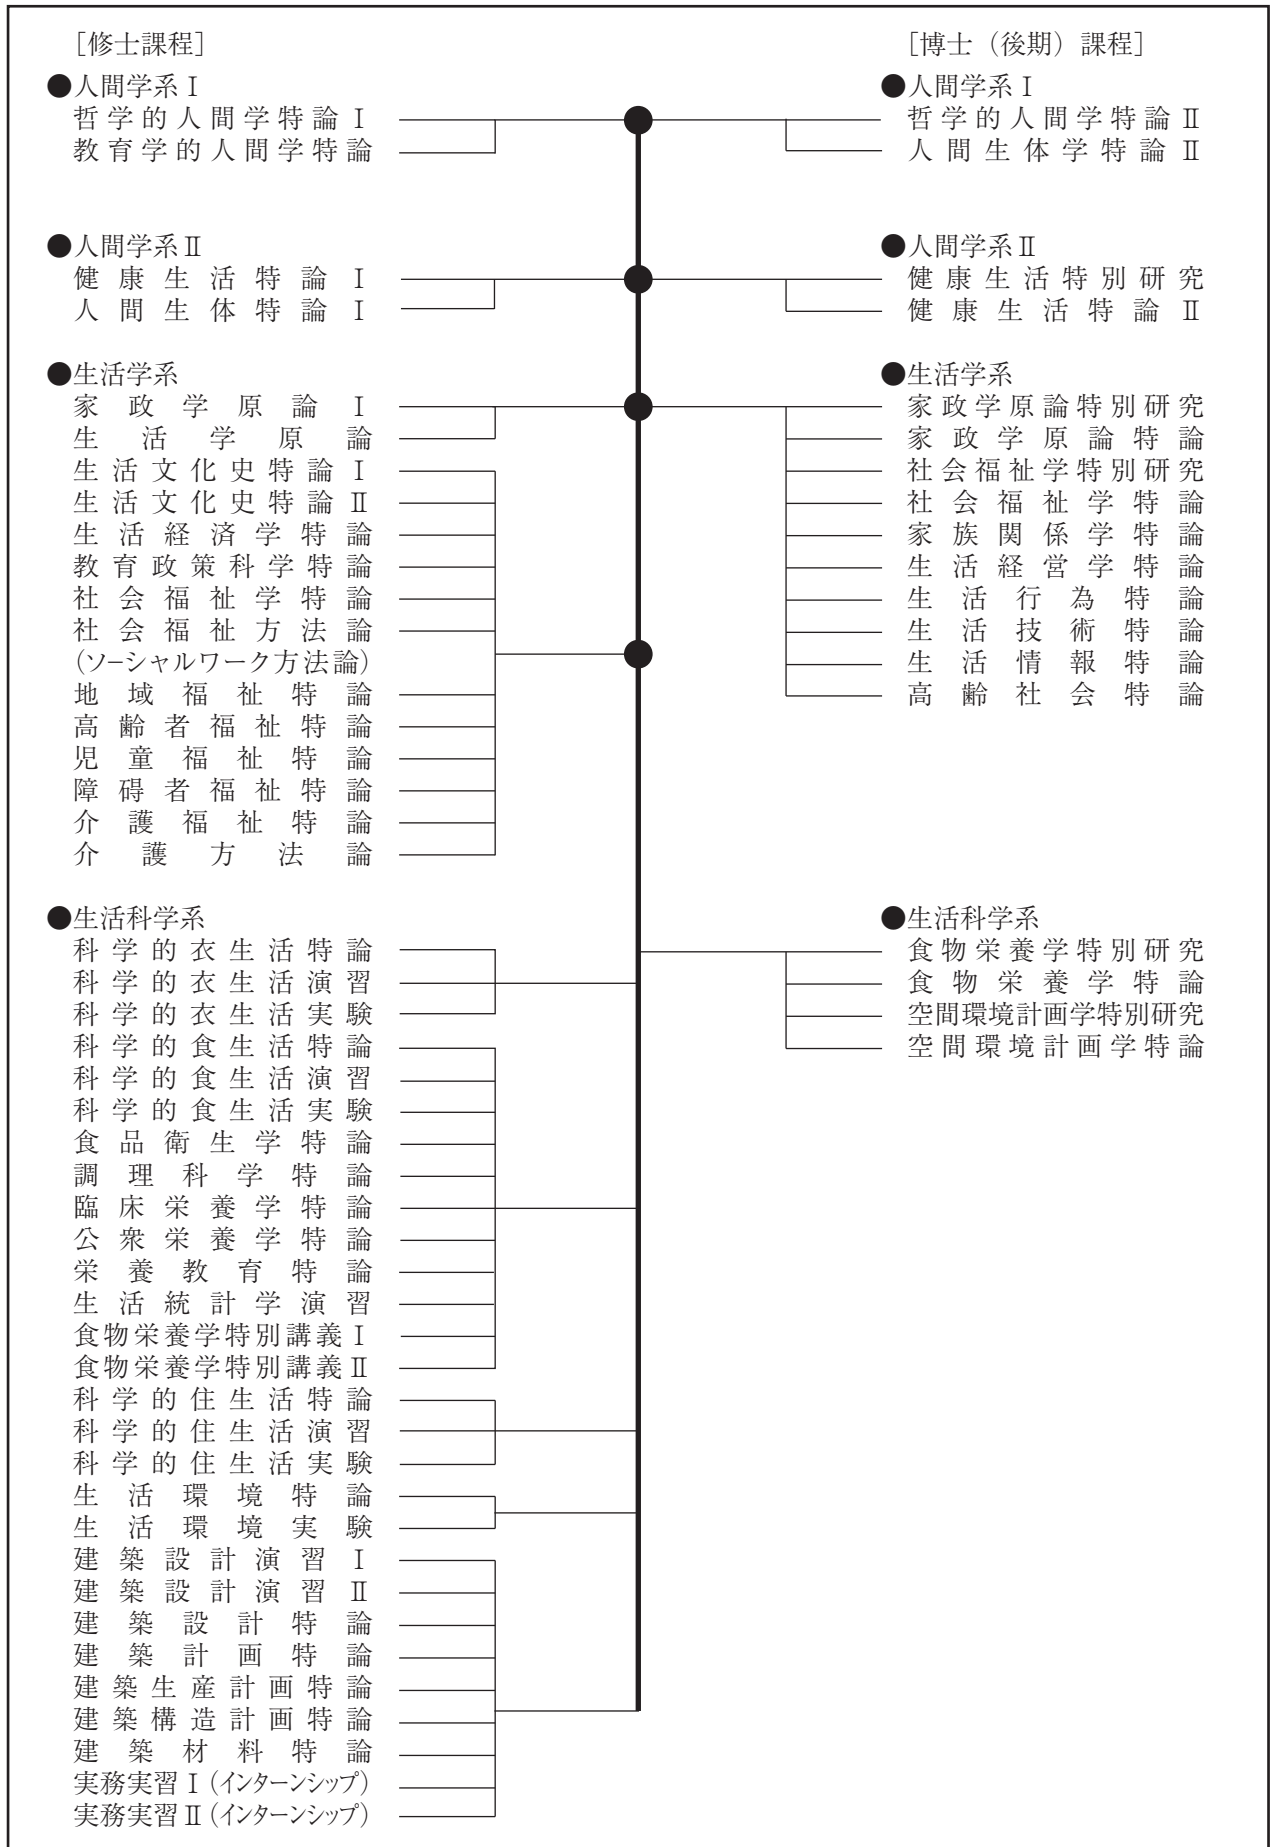 ［修士課程］
●人間学系Ⅰ
哲学的人間学特論Ⅰ
教育学的人間学特論
●人間学系Ⅱ
健康生活特論Ⅰ
人間生体特論Ⅰ
●生活学系
家政学原論Ⅰ
生活学原論
生活文化史特論Ⅰ
生活文化史特論Ⅱ
生活経済学特論
教育政策科学特論
社会福祉学特論
社会福祉方法論
(ソーシャルワーク方法論)
地域福祉特論
高齢者福祉特論
児童福祉特論
障碍者福祉特論
介護福祉特論
介護方法論
●生活科学系
科学的衣生活特論
科学的衣生活演習
科学的衣生活実験
科学的食生活特論
科学的食生活演習
科学的食生活実験
食品衛生学特論
調理科学特論
臨床栄養学特論
公衆栄養学特論
栄養教育特論
生活統計学演習
食物栄養学特別講義Ⅰ
食物栄養学特別講義Ⅱ
科学的住生活特論
科学的住生活演習
科学的住生活実験
生活環境特論
生活環境実験
建築設計演習Ⅰ
建築設計演習Ⅱ
建築設計特論
建築計画特論
建築生産計画特論
建築構造計画特論
建築材料特論
実務実習Ⅰ(インターンシップ)
実務実習Ⅱ(インターンシップ)
［博士（後期）課程］
●人間学系Ⅰ
哲学的人間学特論Ⅱ
人間生体学特論Ⅱ
●人間学系Ⅱ
健康生活特別研究
健康生活特論Ⅱ
●生活学系
家政学原論特別研究
家政学原論特論
社会福祉学特別研究
社会福祉学特論
家族関係学特論
生活経営学特論
生活行為特論
生活技術特論
生活情報特論
高齢社会特論
●生活科学系
食物栄養学特別研究
食物栄養学特論
空間環境計画学特別研究
空間環境計画学特論